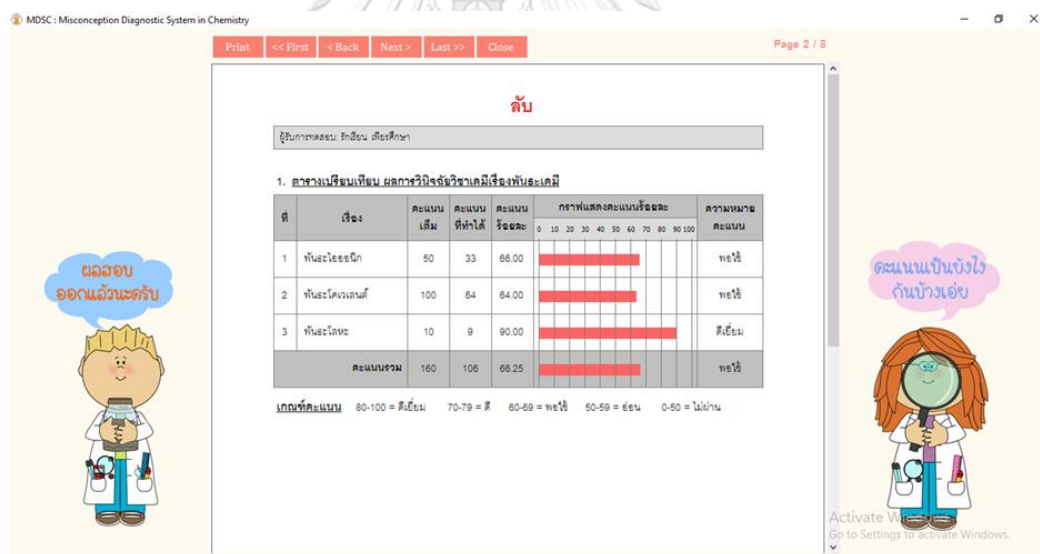 MDSC : Misconception Diagnostic System in Chemistry
Print << First < Back Next > Last >> Close Page 2 / 5
ลับ
ผู้รับการทดสอบ: รักเรียน เพียรศึกษา
1. ตารางเปรียบเทียบ ผลการวินิจฉัยวิชาเคมีเรื่องพันธะเคมี
ที่ เรื่อง คะแนนเต็ม คะแนนที่ทำได้ คะแนนร้อยละ กราฟแสดงคะแนนร้อยละ ความหมายคะแนน
0 10 20 30 40 50 60 70 80 90 100
1 พันธะไอออนิก 50 33 66.00 พอใช้
2 พันธะโคเวเลนต์ 100 64 64.00 พอใช้
3 พันธะโลหะ 10 9 90.00 ดีเยี่ยม
คะแนนรวม 160 106 66.25 พอใช้
เกณฑ์คะแนน 80-100 = ดีเยี่ยม 70-79 = ดี 60-69 = พอใช้ 50-59 = อ่อน 0-50 = ไม่ผ่าน
ผลสอบ
ออกแล้วนะครับ
คะแนนเป็นยังไง
กันบ้างเอ่ย
Activate Windows
Go to Settings to activate Windows.